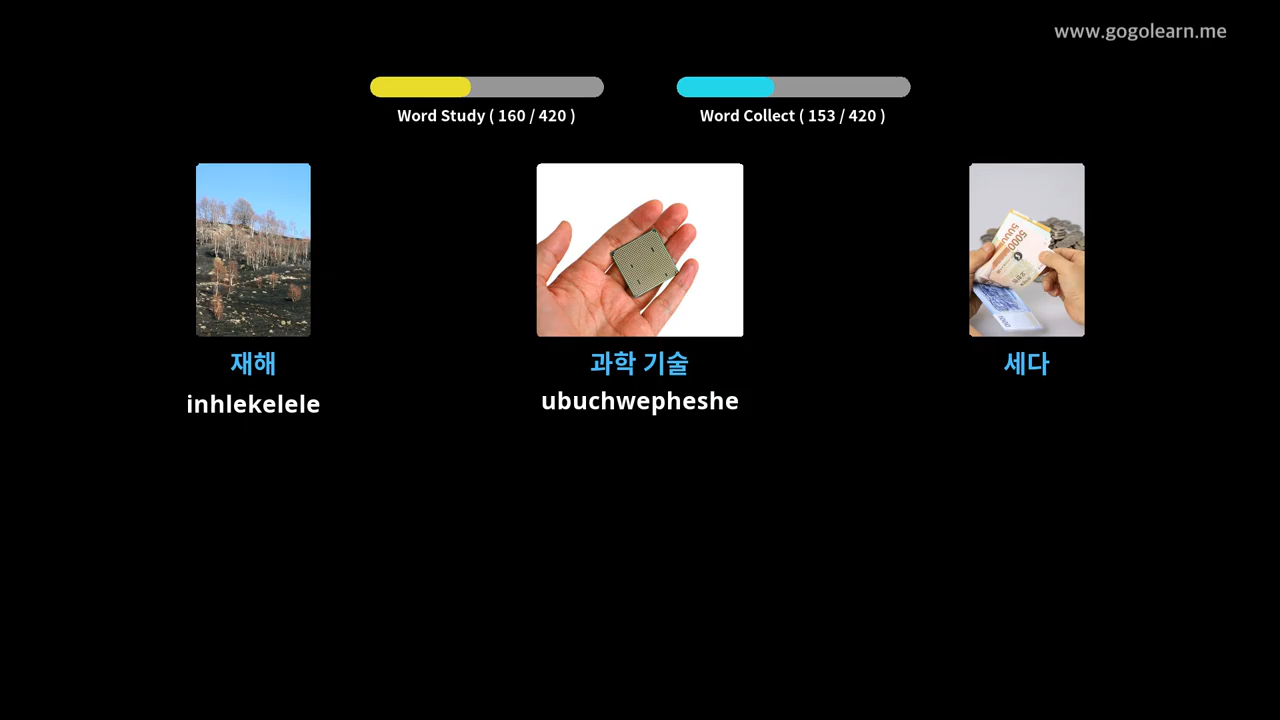 www.gogolearn.me
Word Study ( 160 / 420 )
Word Collect ( 153 / 420 )
재해
과학 기술
세다
inhlekelele
ubuchwepheshe